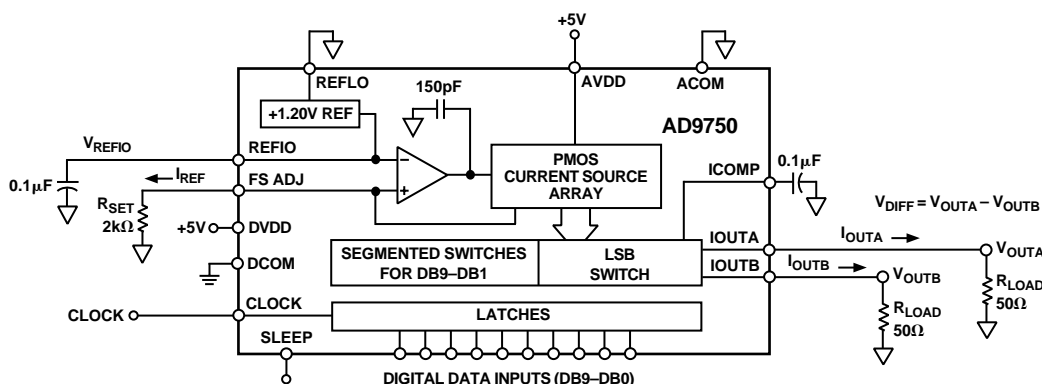 +5V
REFLO
AVDD
ACOM
150pF
+1.20V REF
AD9750
V_REFIO
REFIO
PMOS
CURRENT SOURCE
ARRAY
0.1µF
I_REF
FS ADJ
ICOMP
0.1µF
R_SET
2kΩ
V_DIFF = V_OUTA – V_OUTB
+5V
DVDD
DCOM
SEGMENTED SWITCHES
FOR DB9–DB1
LSB
SWITCH
IOUTA
I_OUTA
V_OUTA
IOUTB
I_OUTB
V_OUTB
R_LOAD
50Ω
R_LOAD
50Ω
CLOCK
CLOCK
LATCHES
SLEEP
DIGITAL DATA INPUTS (DB9–DB0)